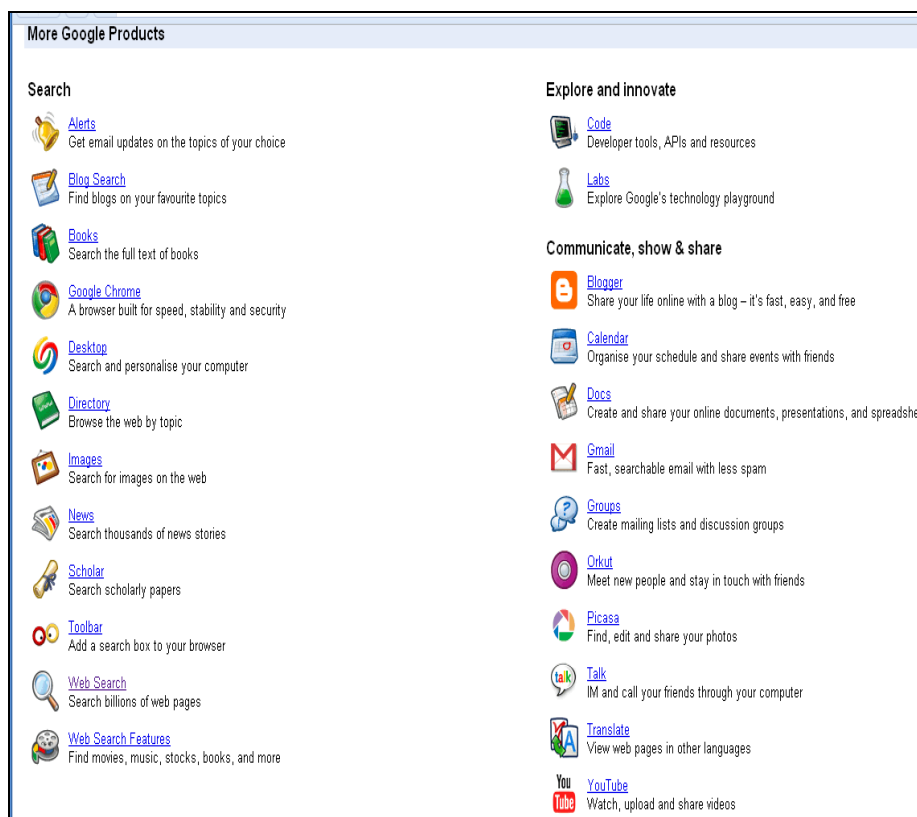 More Google Products
Search
Alerts
Get email updates on the topics of your choice
Blog Search
Find blogs on your favourite topics
Books
Search the full text of books
Google Chrome
A browser built for speed, stability and security
Desktop
Search and personalise your computer
Directory
Browse the web by topic
Images
Search for images on the web
News
Search thousands of news stories
Scholar
Search scholarly papers
Toolbar
Add a search box to your browser
Web Search
Search billions of web pages
Web Search Features
Find movies, music, stocks, books, and more
Explore and innovate
Code
Developer tools, APIs and resources
Labs
Explore Google's technology playground
Communicate, show & share
Blogger
Share your life online with a blog – it's fast, easy, and free
Calendar
Organise your schedule and share events with friends
Docs
Create and share your online documents, presentations, and spreadshe
Gmail
Fast, searchable email with less spam
Groups
Create mailing lists and discussion groups
Orkut
Meet new people and stay in touch with friends
Picasa
Find, edit and share your photos
talk
Talk
IM and call your friends through your computer
Translate
View web pages in other languages
You
Tube
YouTube
Watch, upload and share videos